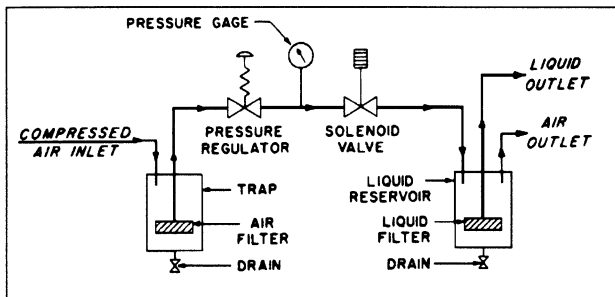 PRESSURE GAGE
LIQUID
OUTLET
COMPRESSED
AIR INLET
PRESSURE
REGULATOR
SOLENOID
VALVE
AIR
OUTLET
TRAP
LIQUID
RESERVOIR
AIR
FILTER
LIQUID
FILTER
DRAIN
DRAIN